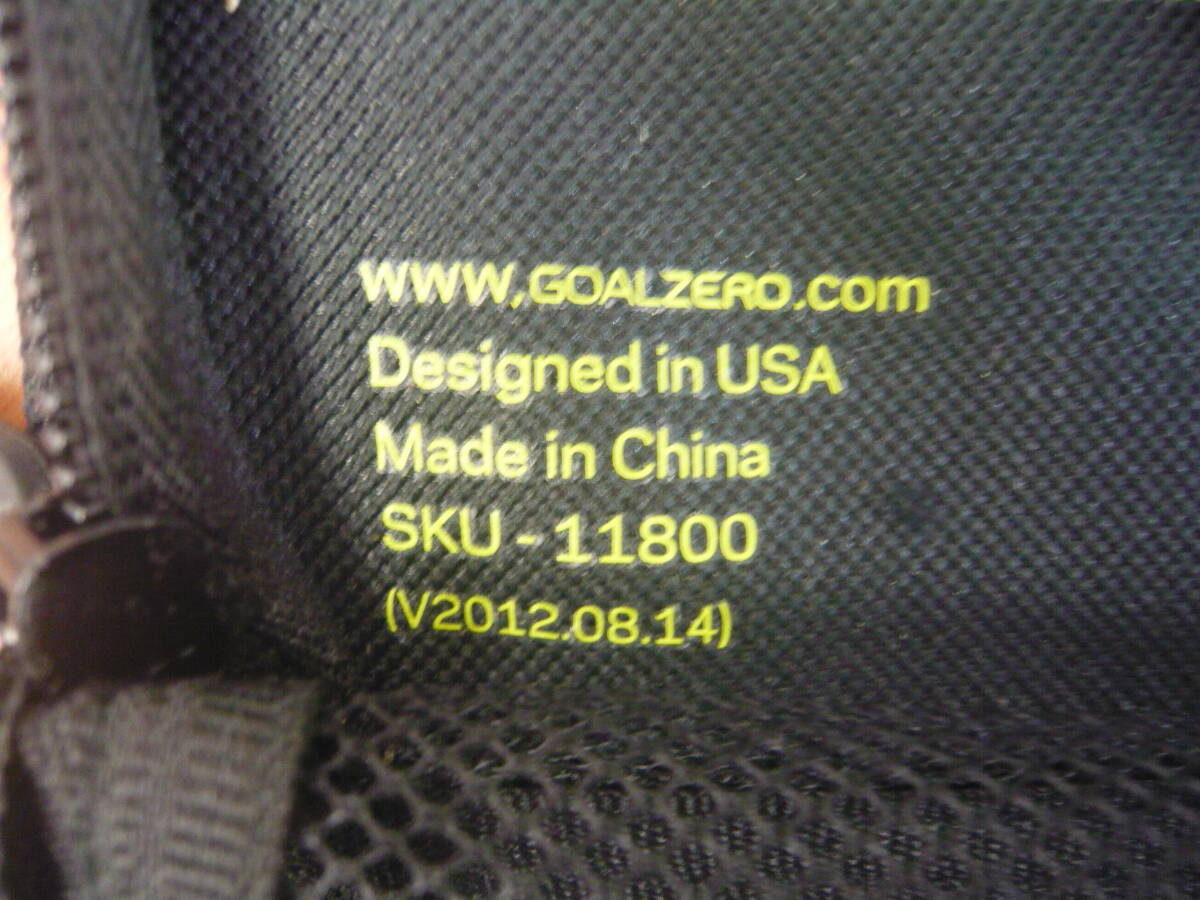 www.GOALZERO.com
Designed in USA
Made in China
SKU - 11800
(V2012.08.14)